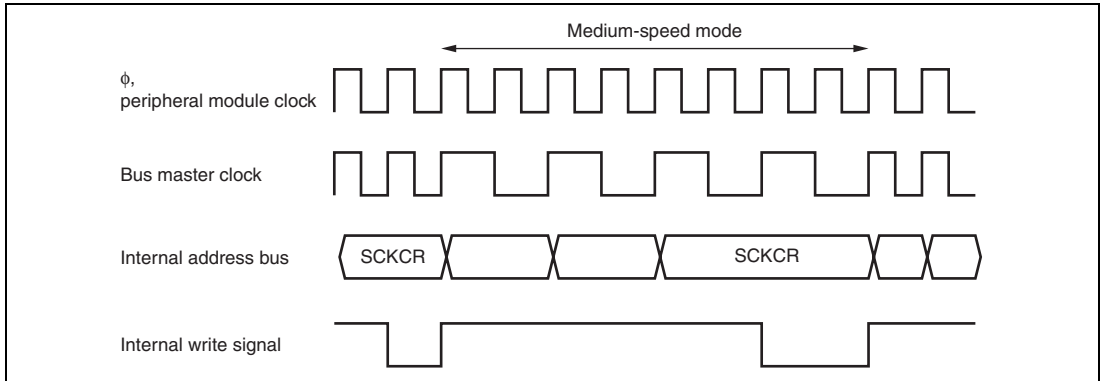 Medium-speed mode
ϕ,
peripheral module clock
Bus master clock
Internal address bus
SCKCR
SCKCR
Internal write signal